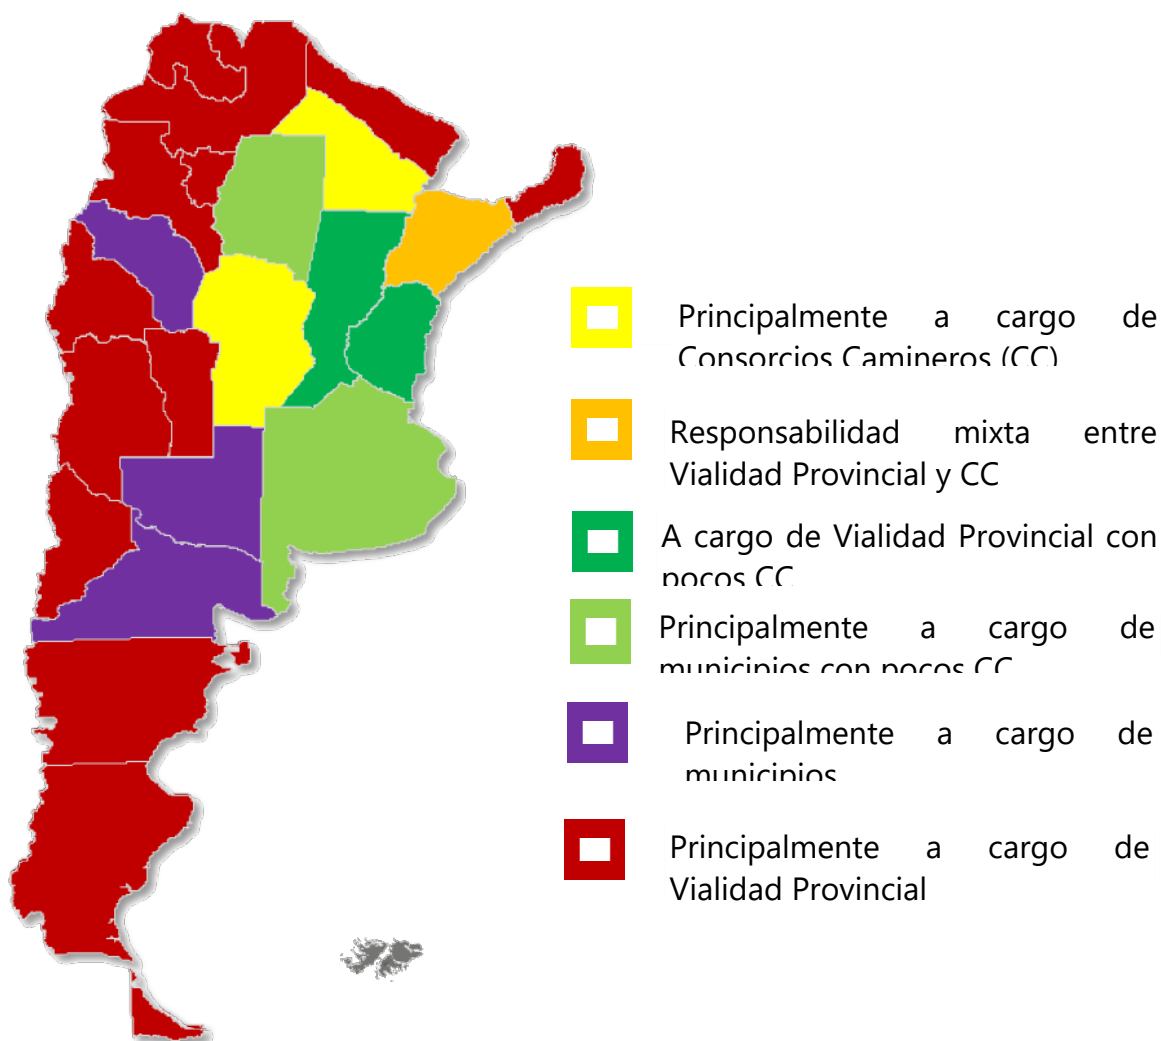 Principalmente a cargo de
Consorcios Camineros (CC)
Responsabilidad mixta entre
Vialidad Provincial y CC
A cargo de Vialidad Provincial con
pocos CC
Principalmente a cargo de
municipios con pocos CC
Principalmente a cargo de
municipios
Principalmente a cargo de
Vialidad Provincial